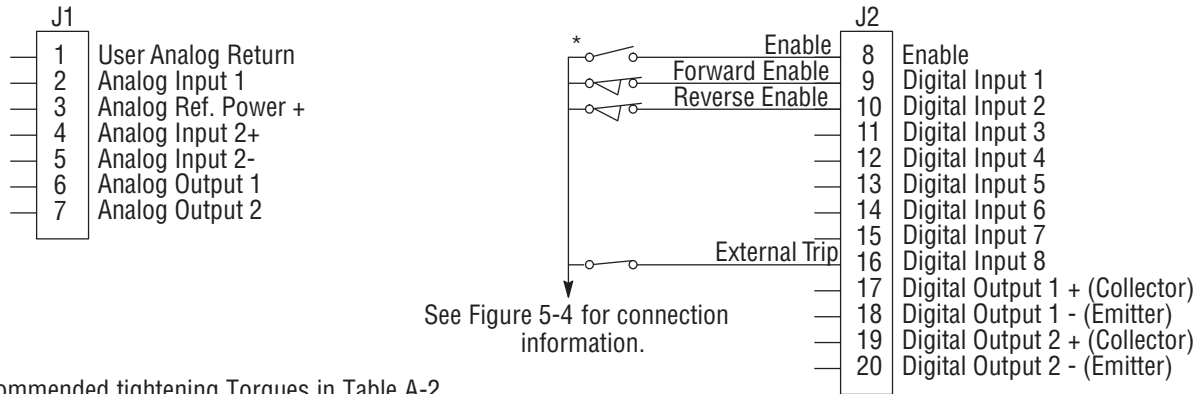 J1
1 User Analog Return
2 Analog Input 1
3 Analog Ref. Power +
4 Analog Input 2+
5 Analog Input 2-
6 Analog Output 1
7 Analog Output 2
J2
* Enable 8 Enable
Forward Enable 9 Digital Input 1
Reverse Enable 10 Digital Input 2
11 Digital Input 3
12 Digital Input 4
13 Digital Input 5
14 Digital Input 6
15 Digital Input 7
External Trip 16 Digital Input 8
17 Digital Output 1 + (Collector)
18 Digital Output 1 - (Emitter)
19 Digital Output 2 + (Collector)
20 Digital Output 2 - (Emitter)
See Figure 5-4 for connection
information.
tightening Torques in Table A-2